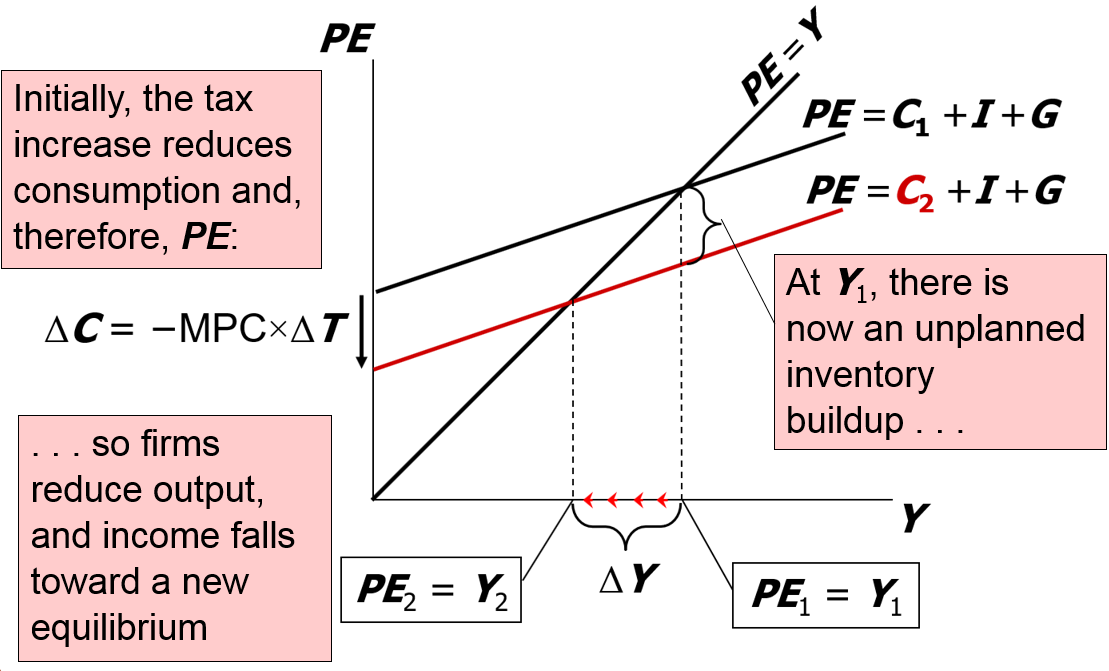 PE
PE = Y
Initially, the tax
increase reduces
consumption and,
therefore, PE:
PE = C₁ + I + G
PE = C₂ + I + G
At Y₁, there is
now an unplanned
inventory
buildup . . .
ΔC = −MPC×ΔT
. . . so firms
reduce output,
and income falls
toward a new
equilibrium
Y
PE₂ = Y₂
ΔY
PE₁ = Y₁